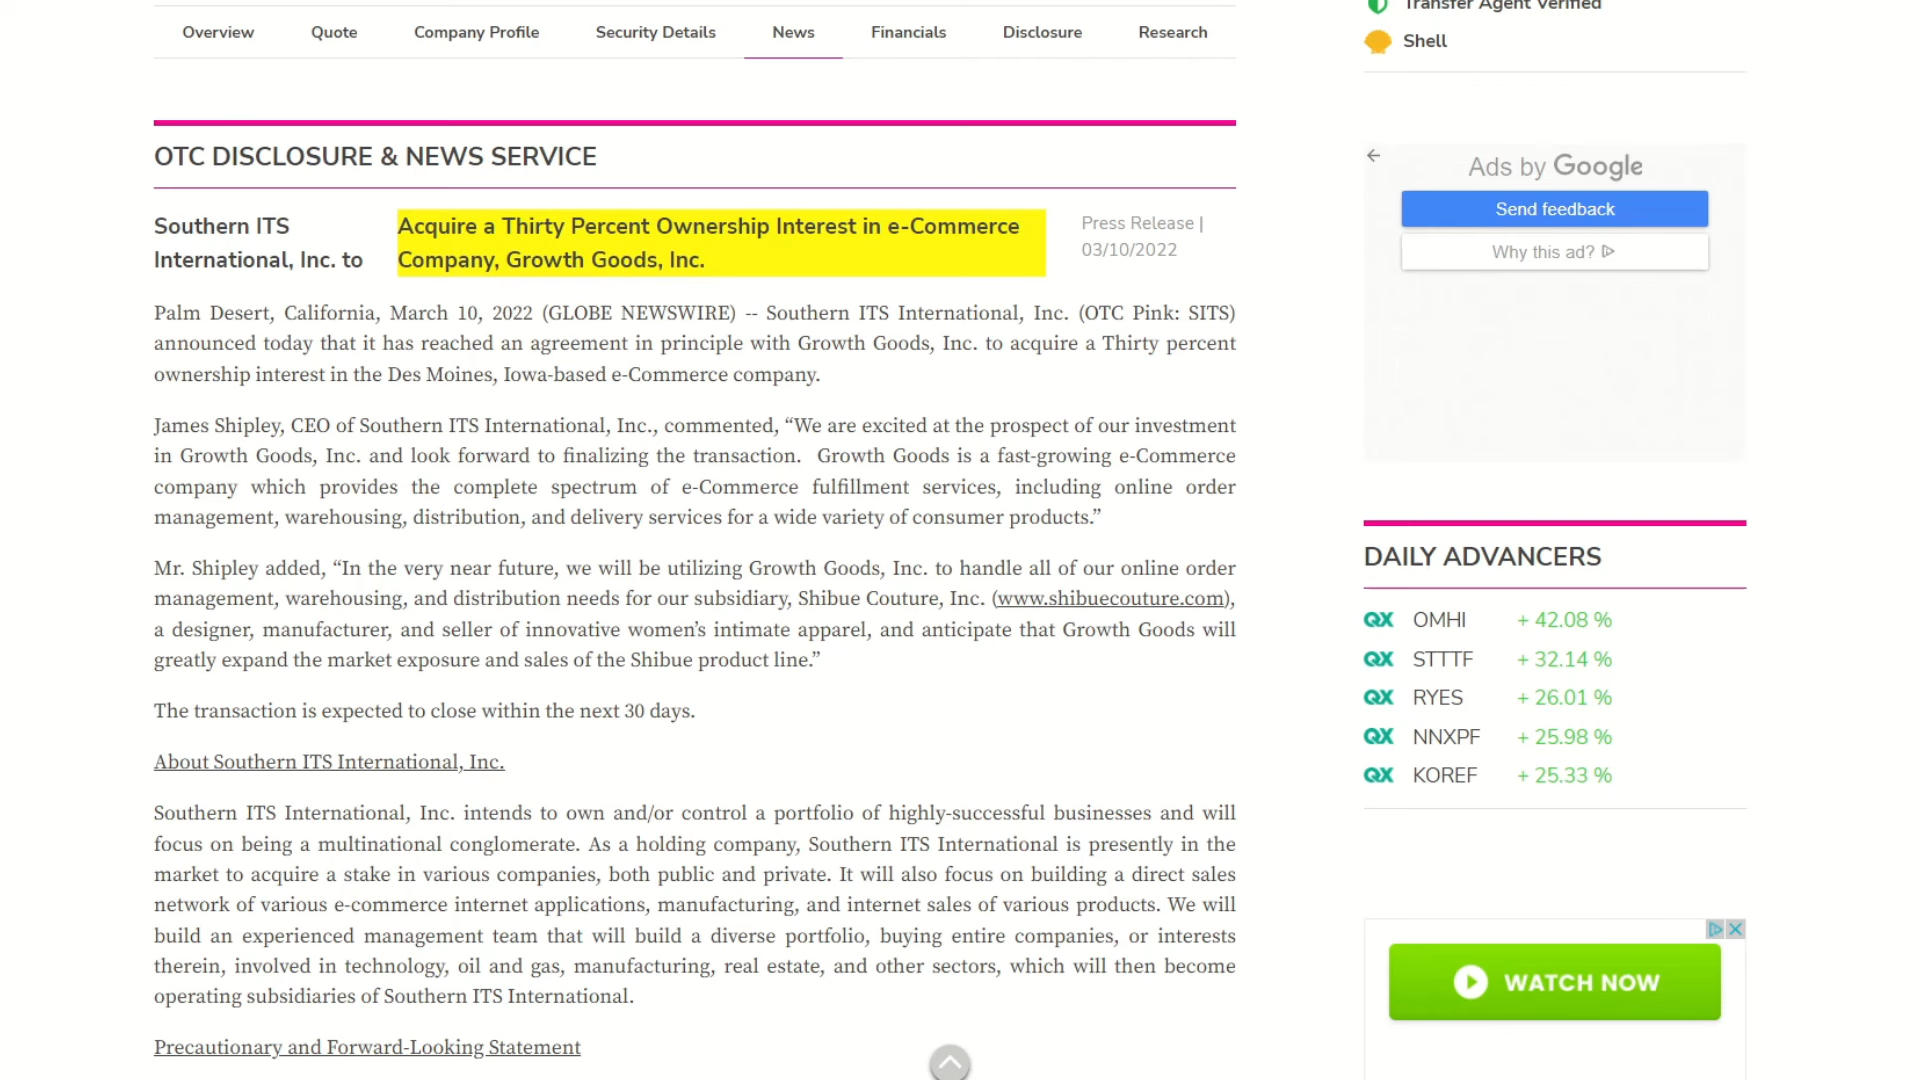 Overview Quote Company Profile Security Details News Financials Disclosure Research
Transfer Agent Verified
Shell
OTC DISCLOSURE & NEWS SERVICE
Southern ITS International, Inc. to
Acquire a Thirty Percent Ownership Interest in e-Commerce
Company, Growth Goods, Inc.
Press Release |
03/10/2022
Palm Desert, California, March 10, 2022 (GLOBE NEWSWIRE) -- Southern ITS International, Inc. (OTC Pink: SITS)
announced today that it has reached an agreement in principle with Growth Goods, Inc. to acquire a Thirty percent
ownership interest in the Des Moines, Iowa-based e-Commerce company.
James Shipley, CEO of Southern ITS International, Inc., commented, “We are excited at the prospect of our investment
in Growth Goods, Inc. and look forward to finalizing the transaction. Growth Goods is a fast-growing e-Commerce
company which provides the complete spectrum of e-Commerce fulfillment services, including online order
management, warehousing, distribution, and delivery services for a wide variety of consumer products.”
Mr. Shipley added, “In the very near future, we will be utilizing Growth Goods, Inc. to handle all of our online order
management, warehousing, and distribution needs for our subsidiary, Shibue Couture, Inc. (www.shibuecouture.com),
a designer, manufacturer, and seller of innovative women’s intimate apparel, and anticipate that Growth Goods will
greatly expand the market exposure and sales of the Shibue product line.”
The transaction is expected to close within the next 30 days.
About Southern ITS International, Inc.
Southern ITS International, Inc. intends to own and/or control a portfolio of highly-successful businesses and will
focus on being a multinational conglomerate. As a holding company, Southern ITS International is presently in the
market to acquire a stake in various companies, both public and private. It will also focus on building a direct sales
network of various e-commerce internet applications, manufacturing, and internet sales of various products. We will
build an experienced management team that will build a diverse portfolio, buying entire companies, or interests
therein, involved in technology, oil and gas, manufacturing, real estate, and other sectors, which will then become
operating subsidiaries of Southern ITS International.
Precautionary and Forward-Looking Statement
Ads by Google
Send feedback
Why this ad?
DAILY ADVANCERS
QX OMHI + 42.08 %
QX STTTF + 32.14 %
QX RYES + 26.01 %
QX NNXPF + 25.98 %
QX KOREF + 25.33 %
WATCH NOW